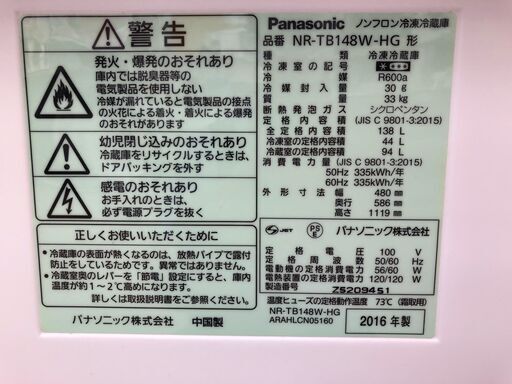 警告
発火・爆発のおそれあり
庫内では脱臭器等の
電気製品を使用しない
冷媒が漏れていると電気製品の接点
の火花による着火・着火・爆発
のおそれあり
幼児閉じ込みのおそれあり
冷蔵庫をリサイクルするときは、
ドアパッキングを外す
感電のおそれあり
お手入れのときは、
必ず電源プラグを抜く
正しくお使いいただくために
•冷蔵庫の表面が熱くなるのは、放熱パイプで露付
き防止をしているためです。異常ではありません。
•冷蔵室奥のレバーを「節電」設定にすると、庫内
温度が約1~2℃高めになります。
詳しくは取扱説明書をご覧ください。
パナソニック株式会社 中国製
Panasonic ノンフロン冷凍冷蔵庫
品番 NR-TB148W-HG 形
種類 冷凍冷蔵庫
冷凍室の記号
冷媒 R600a
冷媒封入量 30g
質量 33kg
断熱発泡ガス シクロペンタン
定格内容積 (JIS C 9801-3:2015)
全定格内容積 138 L
冷凍室の定格内容積 44 L
冷蔵室の定格内容積 94 L
消費電力量 (JIS C 9801-3:2015)
50Hz 335kWh/年
60Hz 335kWh/年
外形寸法 幅 480 mm
奥行 586 mm
高さ 1119 mm
JET PS E パナソニック株式会社
定格電圧 100 V
定格周波数 50/60 Hz
電動機の定格消費電力 56/60 W
電熱装置の定格消費電力 120/120 W
製造番号 ZS209451
温度ヒューズの定格動作温度 73℃(霜取用)
NR-TB148W-HG
ARAHLCN05160
2016 年製